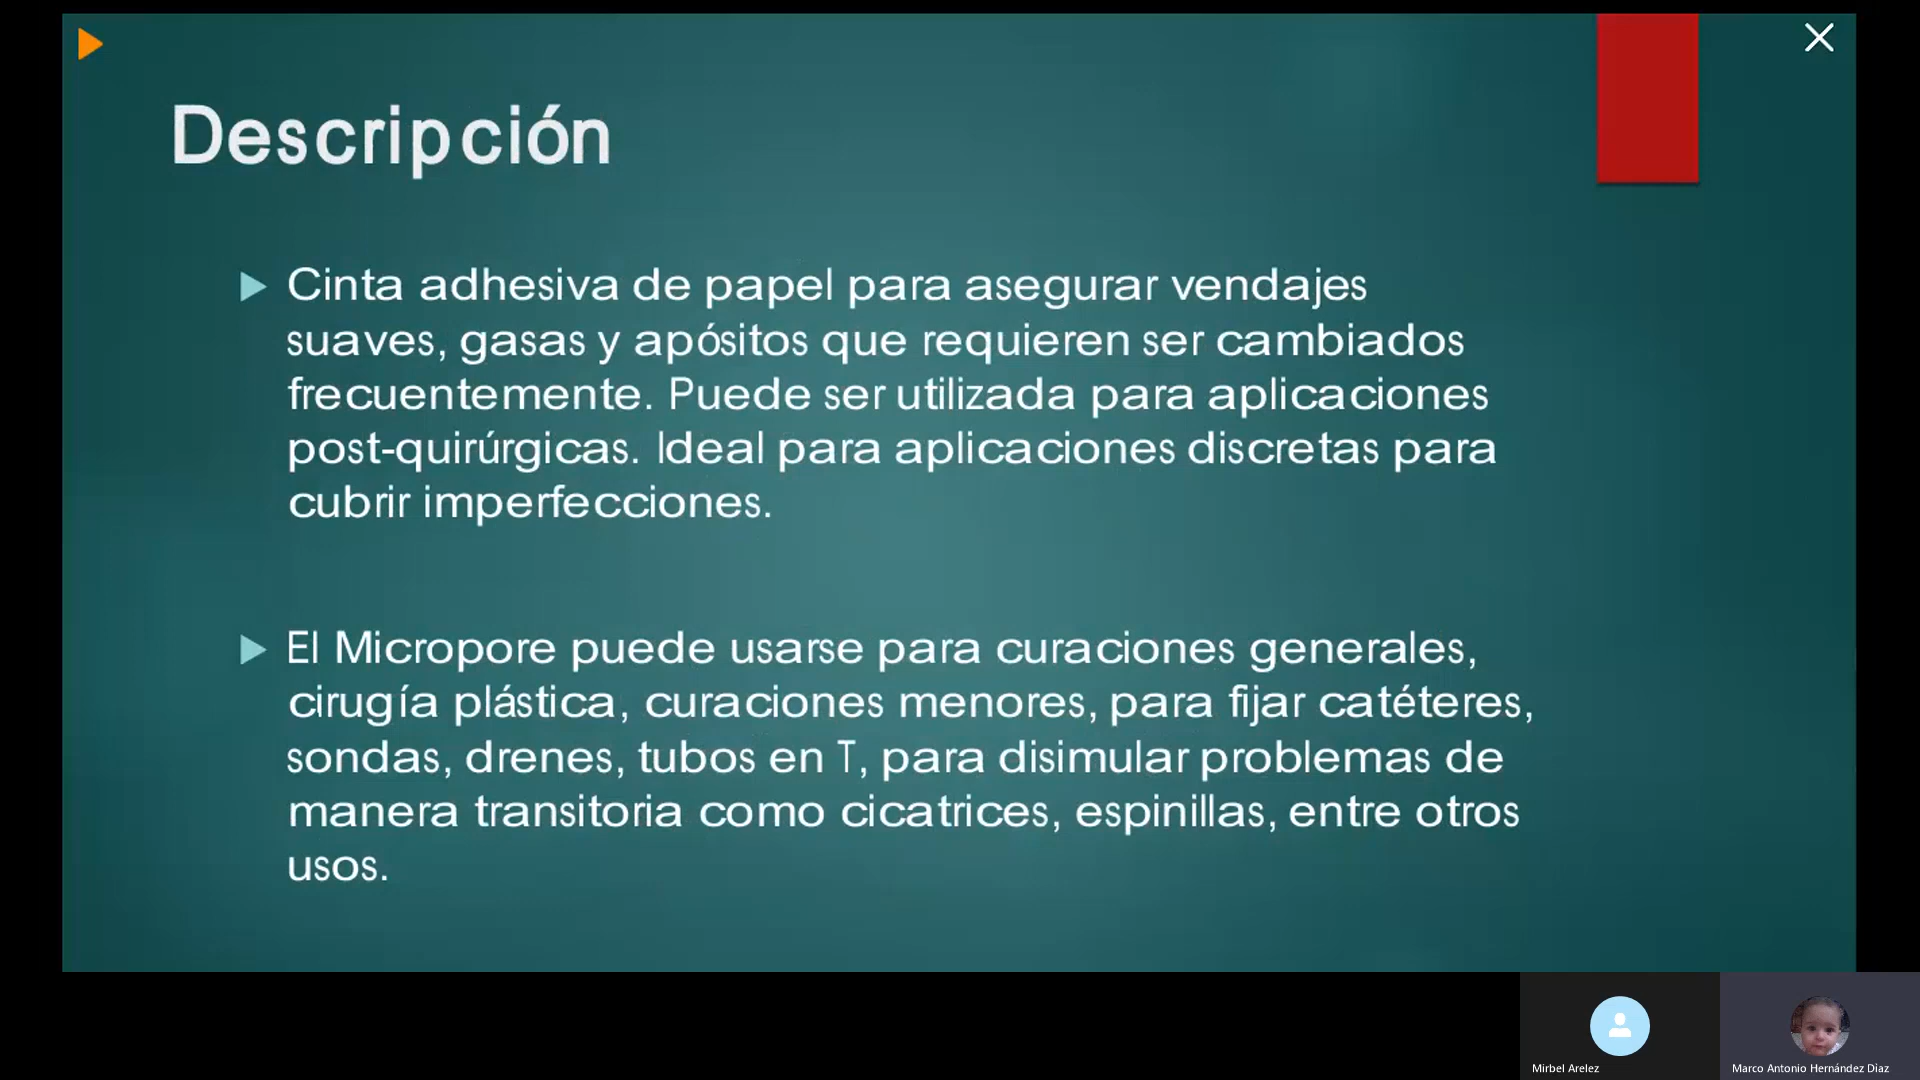 Descripción
Cinta adhesiva de papel para asegurar vendajes
suaves, gasas y apósitos que requieren ser cambiados
frecuentemente. Puede ser utilizada para aplicaciones
post-quirúrgicas. Ideal para aplicaciones discretas para
cubrir imperfecciones.
El Micropore puede usarse para curaciones generales,
cirugía plástica, curaciones menores, para fijar catéteres,
sondas, drenes, tubos en T, para disimular problemas de
manera transitoria como cicatrices, espinillas, entre otros
usos.
Mirbel Arelez
Marco Antonio Hernández Dìaz